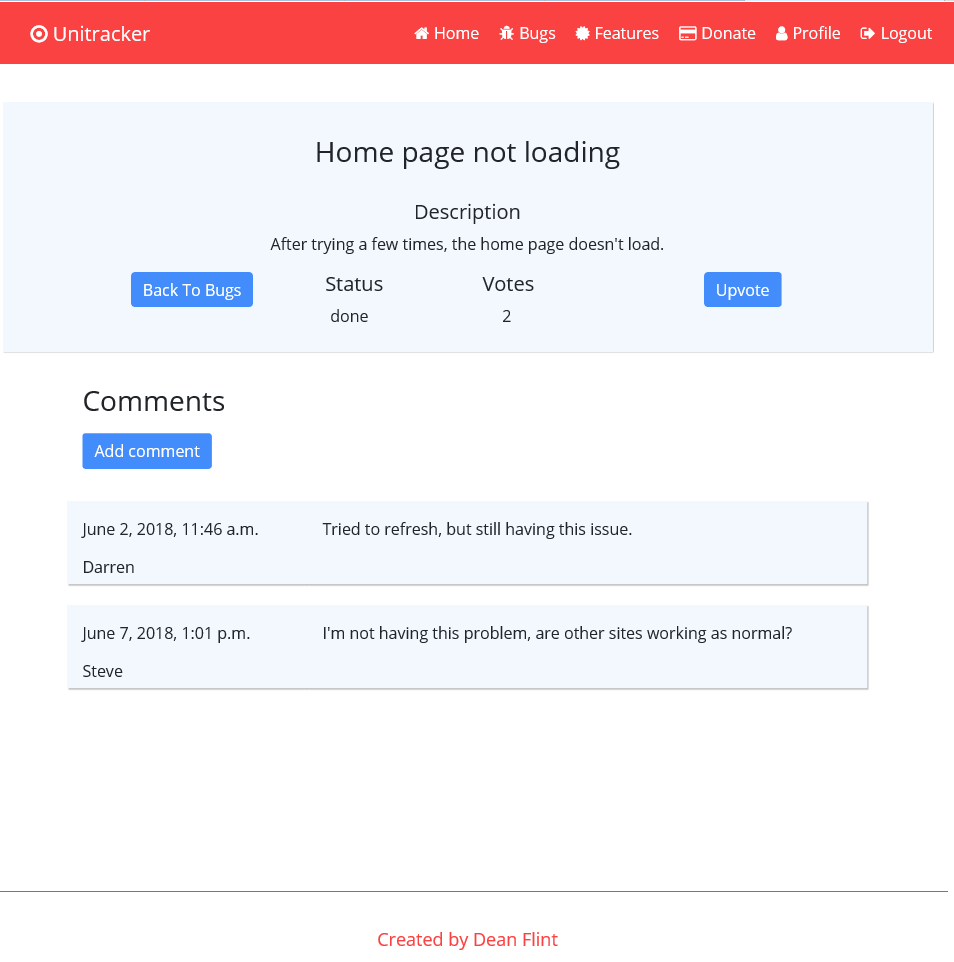 Unitracker Home Bugs Features Donate Profile Logout
Home page not loading
Description
After trying a few times, the home page doesn't load.
Back To Bugs Status Votes Upvote
done 2
Comments
Add comment
June 2, 2018, 11:46 a.m. Tried to refresh, but still having this issue.
Darren
June 7, 2018, 1:01 p.m. I'm not having this problem, are other sites working as normal?
Steve
Created by Dean Flint